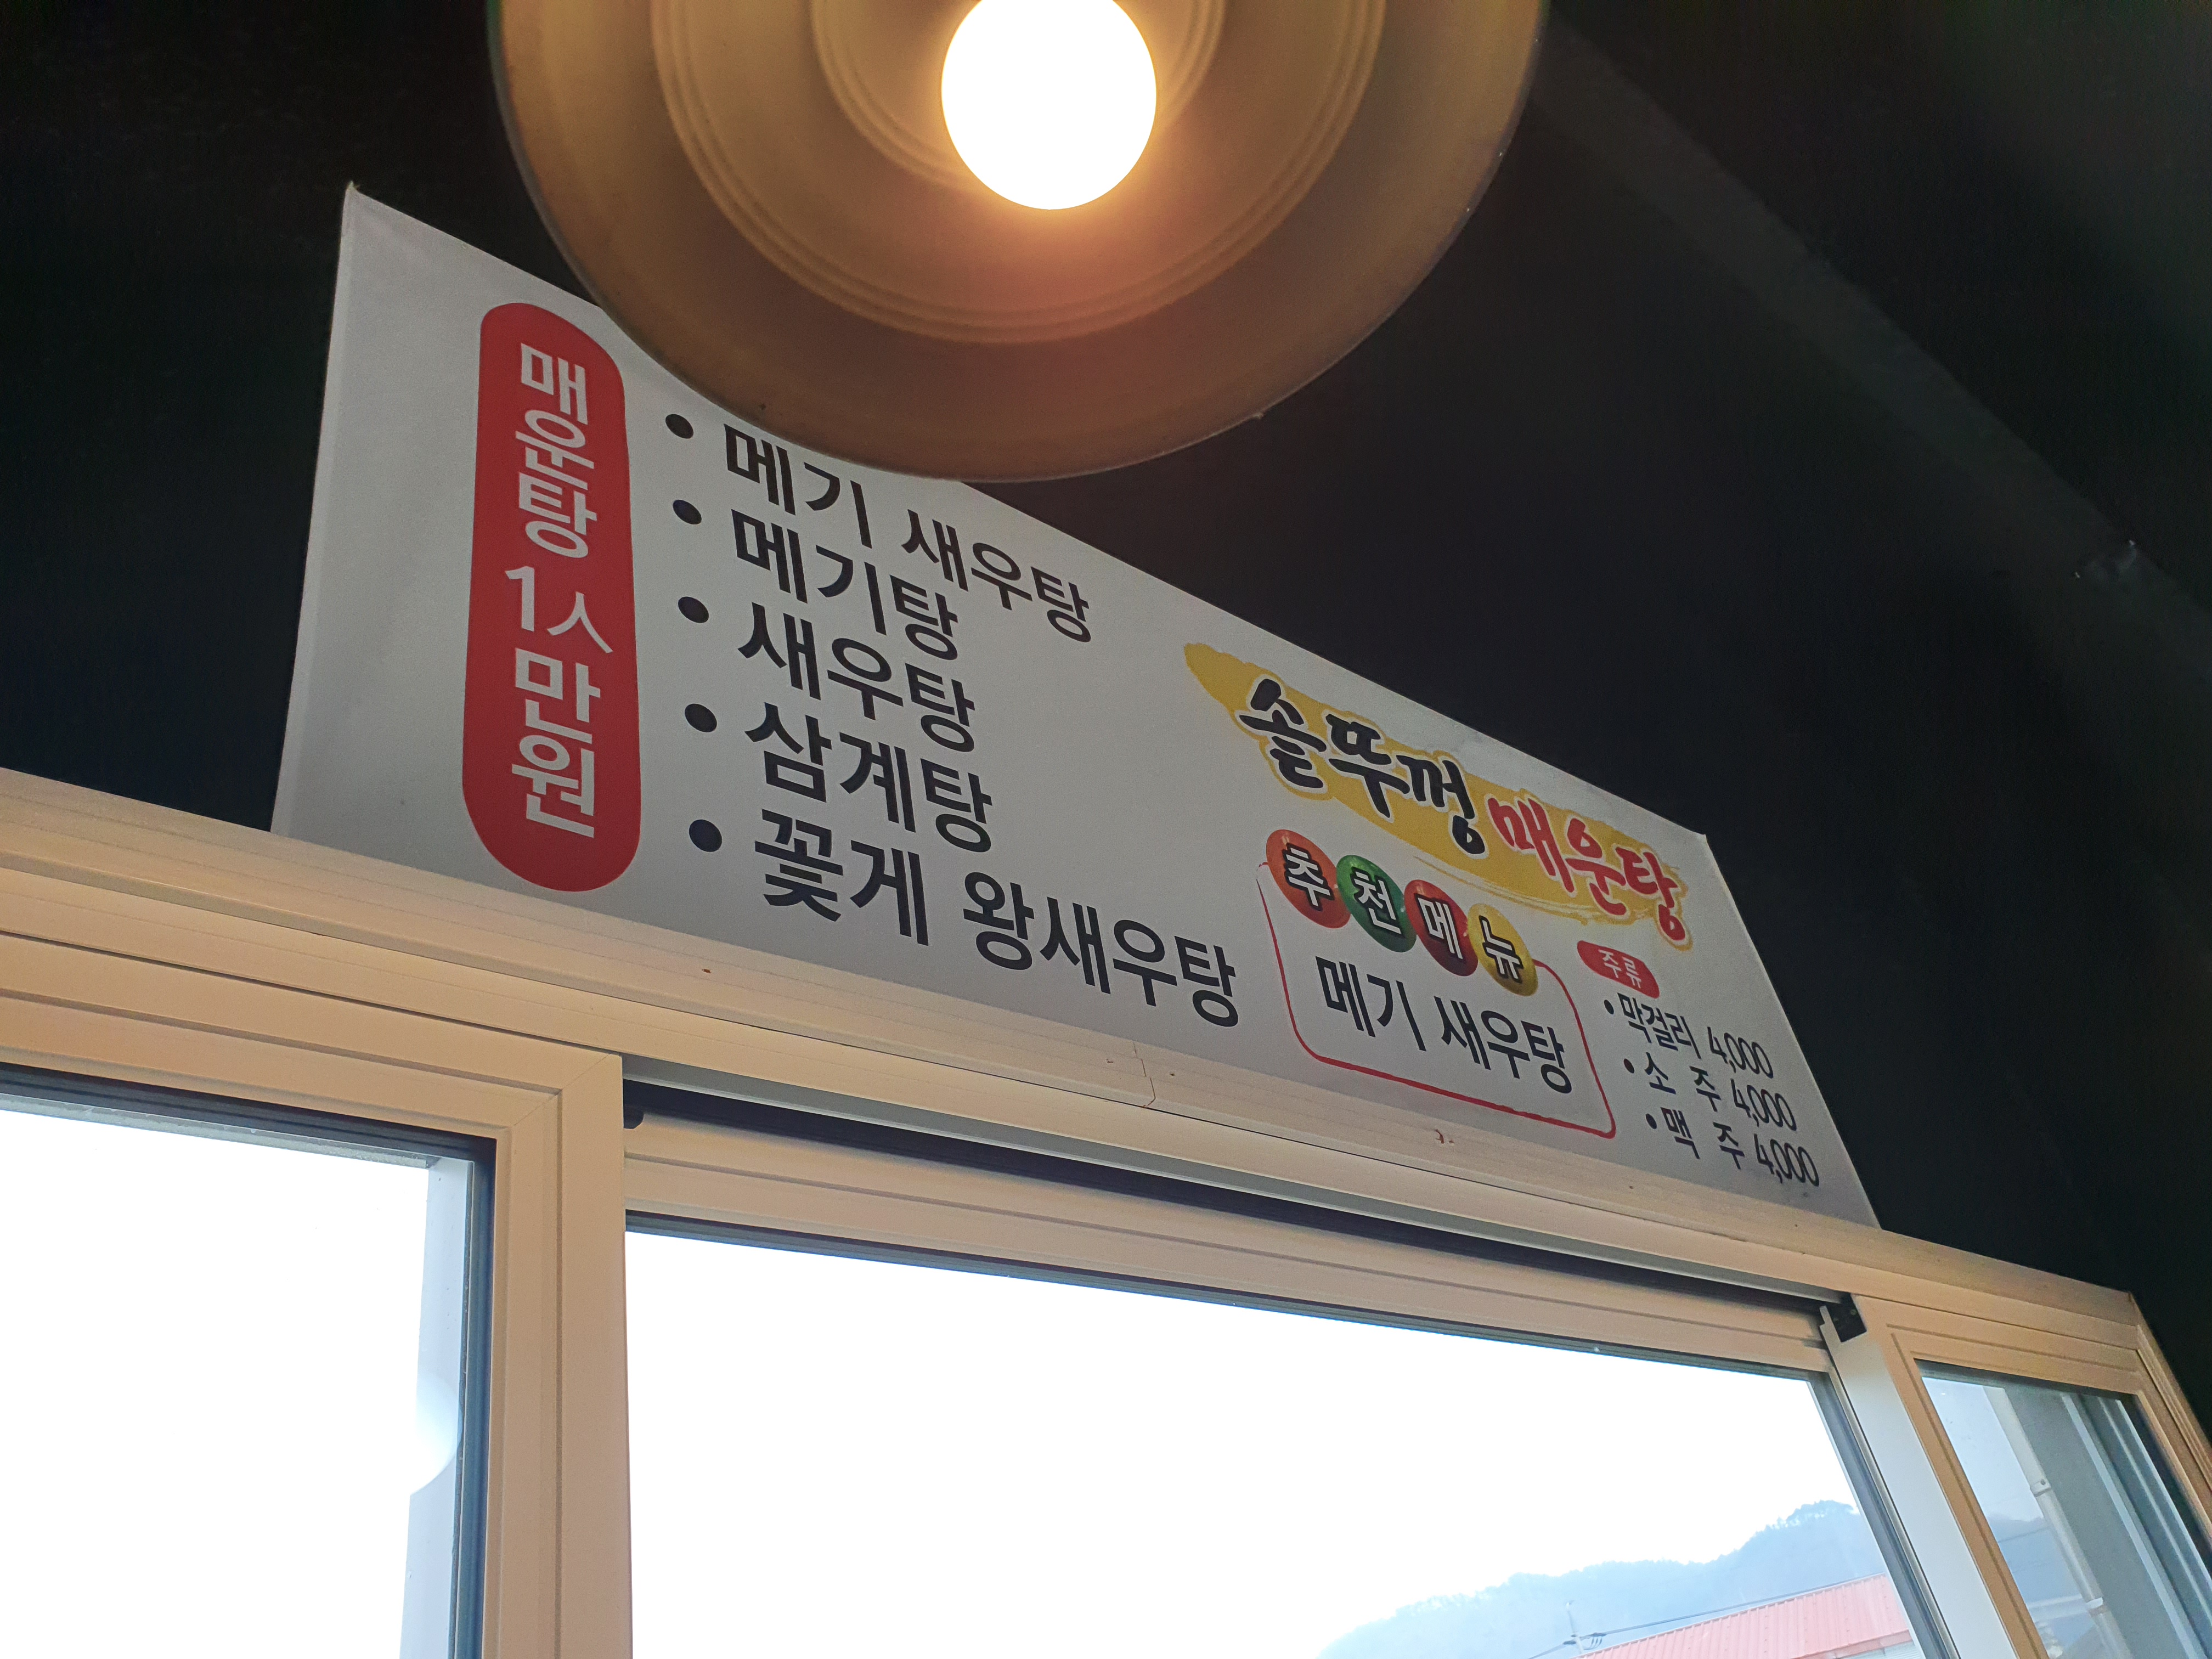 매운탕 1人 만원
• 메기 새우탕
• 메기탕
• 새우탕
• 삼계탕
• 꽃게 왕새우탕
솔뚜껑 매운탕
추천메뉴
메기 새우탕
주류
• 막걸리 4,000
• 소 주 4,000
• 맥 주 4,000